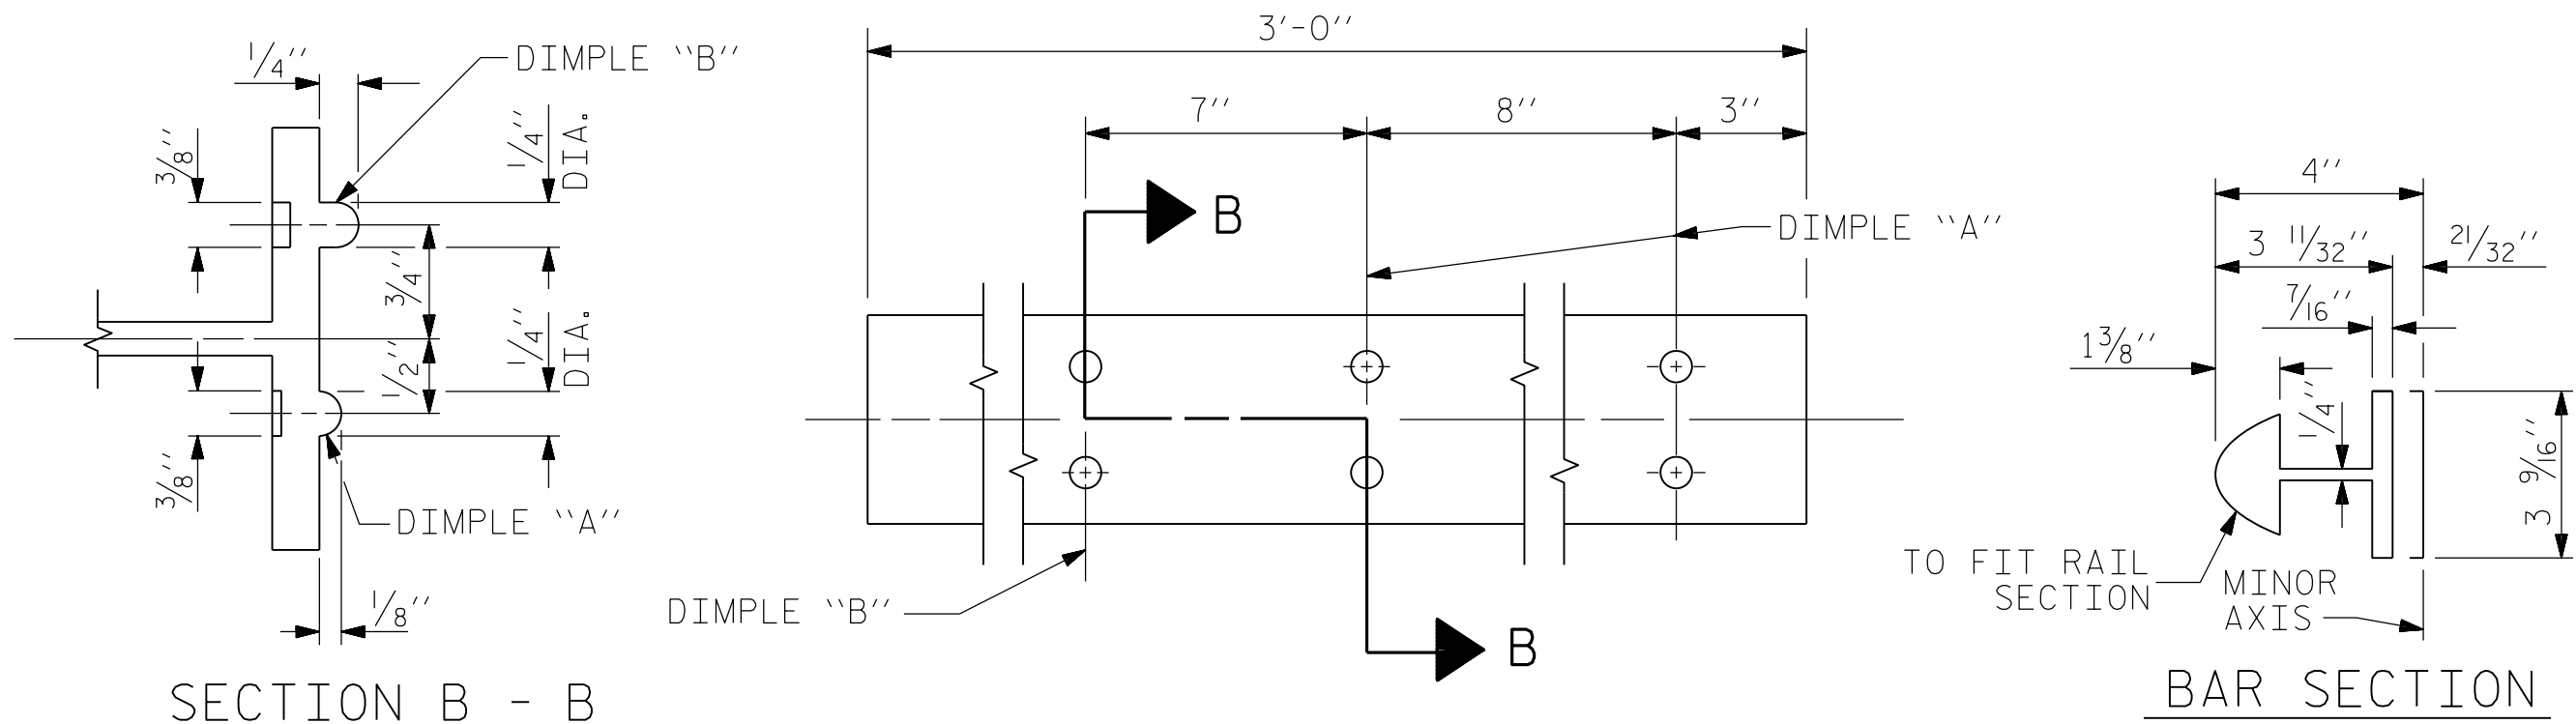 1/4''
DIMPLE ``B''
3/8''
1/4''
DIA.
3/4''
1/2''
1/4''
DIA.
3/8''
DIMPLE ``A''
1/8''
SECTION B - B
3'-0''
7''
8''
3''
B
DIMPLE ``A''
DIMPLE ``B''
B
4''
3 11/32''
21/32''
7/16''
1 3/8''
1/4''
3 9/16''
TO FIT RAIL
SECTION
MINOR
AXIS
BAR SECTION